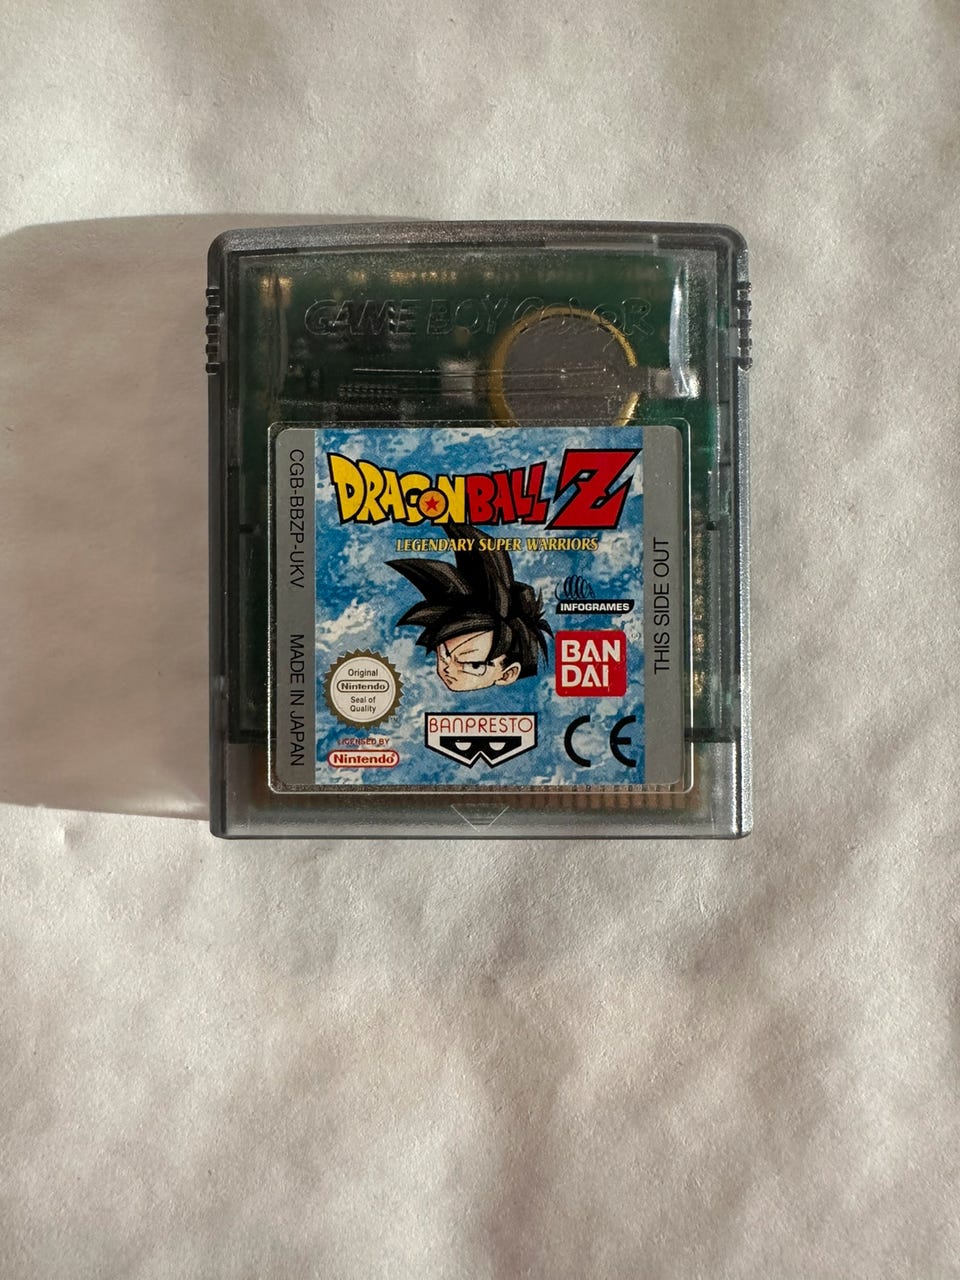 GAME BOY COLOR
CGB-BBZP-UKV MADE IN JAPAN
DRAGONBALL Z
LEGENDARY SUPER WARRIORS
INFOGRAMES
BAN
DAI
Original
Nintendo
Seal of
Quality
TM
LICENSED BY
Nintendo®
BANPRESTO
CE
THIS SIDE OUT